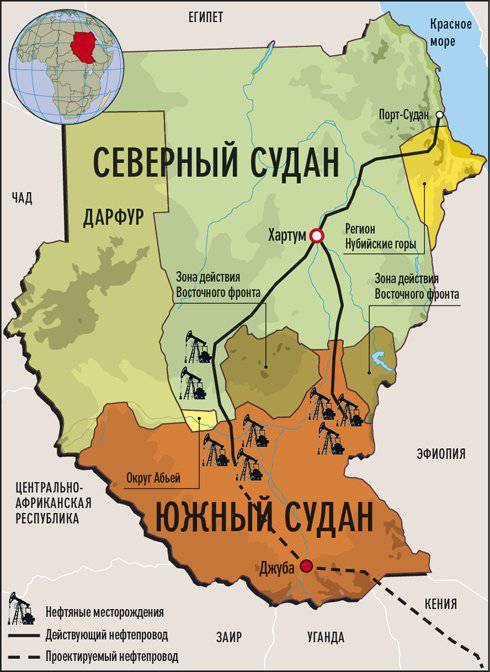 ЕГИПЕТ
Красное
море
Порт-Судан
СЕВЕРНЫЙ СУДАН
ЧАД
ДАРФУР
Хартум
Регион
Нубийские горы
Зона действия
Восточного фронта
Зона действия
Восточного фронта
ЭФИОПИЯ
Округ Абьей
ЦЕНТРАЛЬНО-
АФРИКАНСКАЯ
РЕСПУБЛИКА
ЮЖНЫЙ СУДАН
Джуба
КЕНИЯ
ЗАИР
УГАНДА
Нефтяные месторождения
Действующий нефтепровод
Проектируемый нефтепровод